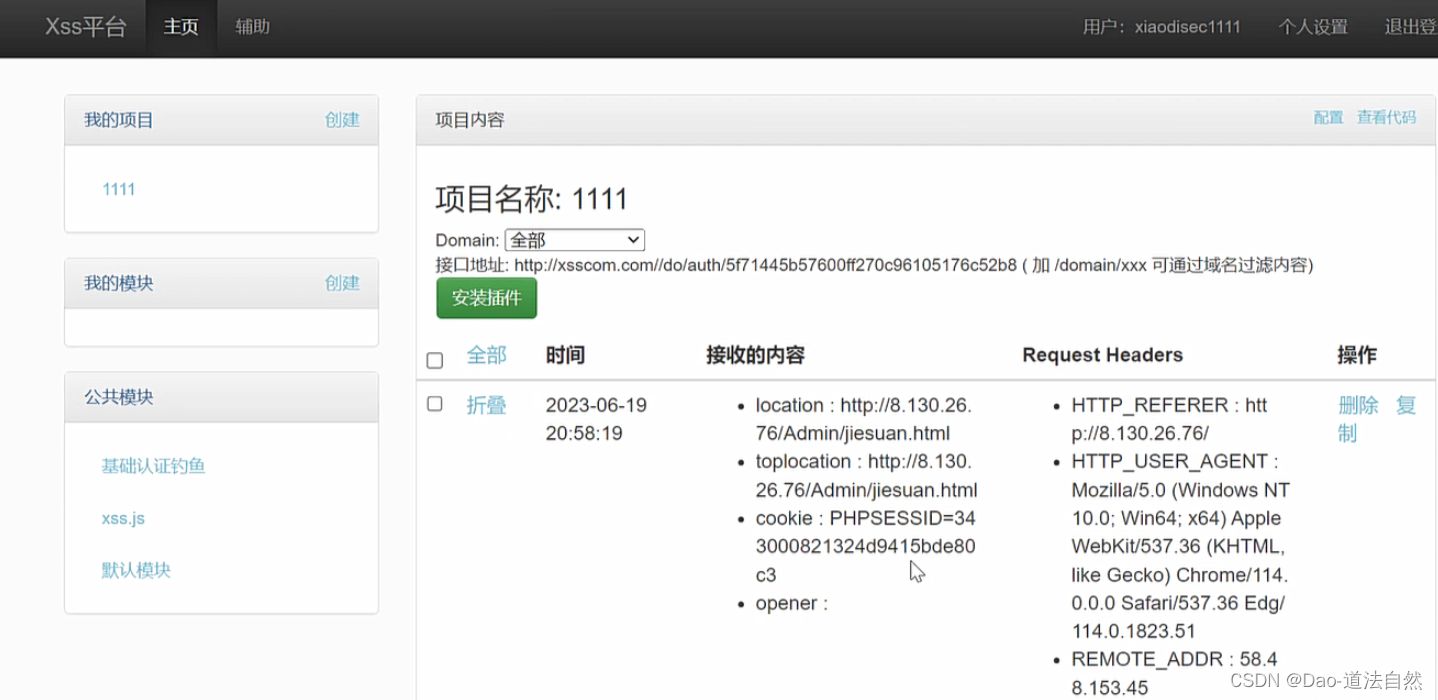 Xss平台 主页 辅助 用户：xiaodisec1111 个人设置 退出登
我的项目 创建
1111
我的模块 创建
公共模块
基础认证钓鱼
xss.js
默认模块
项目内容 配置 查看代码
项目名称: 1111
Domain: 全部
接口地址: http://xsscom.com//do/auth/5f71445b57600ff270c96105176c52b8 ( 加 /domain/xxx 可通过域名过滤内容)
安装插件
全部 时间 接收的内容 Request Headers 操作
折叠
2023-06-19
20:58:19
location : http://8.130.26.
76/Admin/jiesuan.html
toplocation : http://8.130.
26.76/Admin/jiesuan.html
cookie : PHPSESSID=34
3000821324d9415bde80
c3
opener :
HTTP_REFERER : htt
p://8.130.26.76/
HTTP_USER_AGENT :
Mozilla/5.0 (Windows NT
10.0; Win64; x64) Apple
WebKit/537.36 (KHTML,
like Gecko) Chrome/114.
0.0.0 Safari/537.36 Edg/
114.0.1823.51
REMOTE_ADDR : 58.4
8.153.45
删除 复
制
CSDN @Dao-道法自然